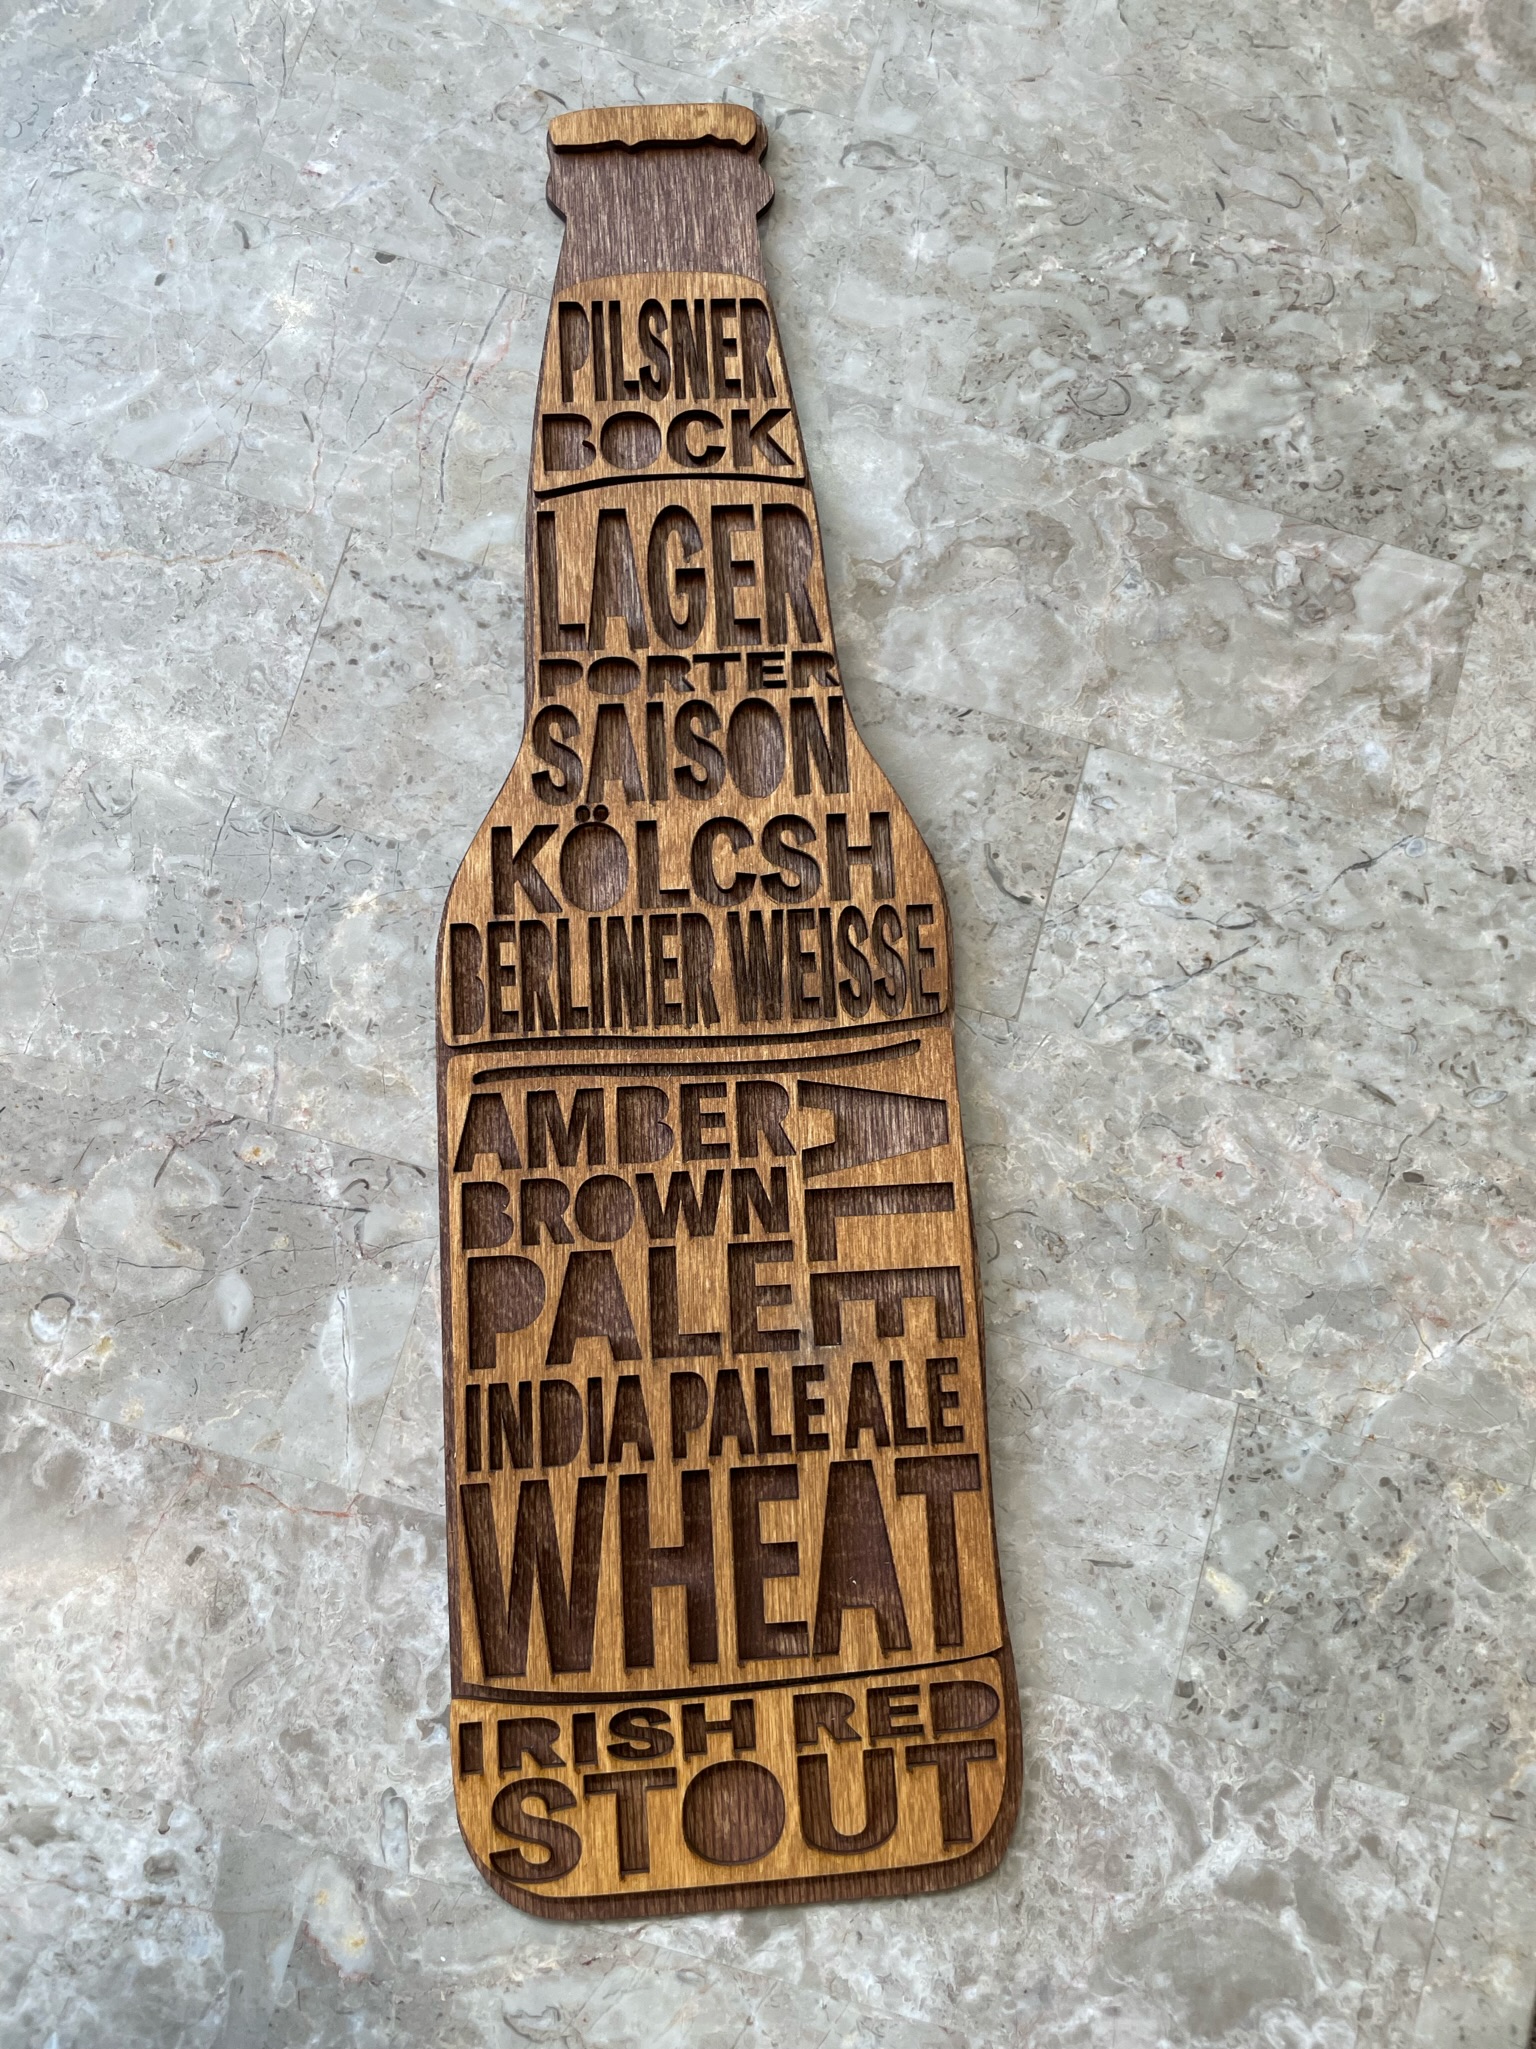 PILSNER
BOCK
LAGER
PORTER
SAISON
KÖLCSH
BERLINER WEISSE
AMBER
BROWN
PALE
ALE
INDIA PALE ALE
WHEAT
IRISH RED
STOUT